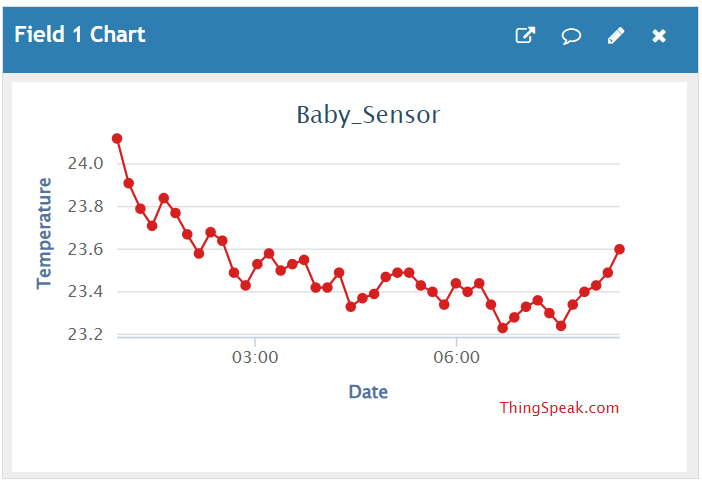 Field 1 Chart
Baby_Sensor
Temperature
24.0
23.8
23.6
23.4
23.2
03:00 06:00
Date
ThingSpeak.com